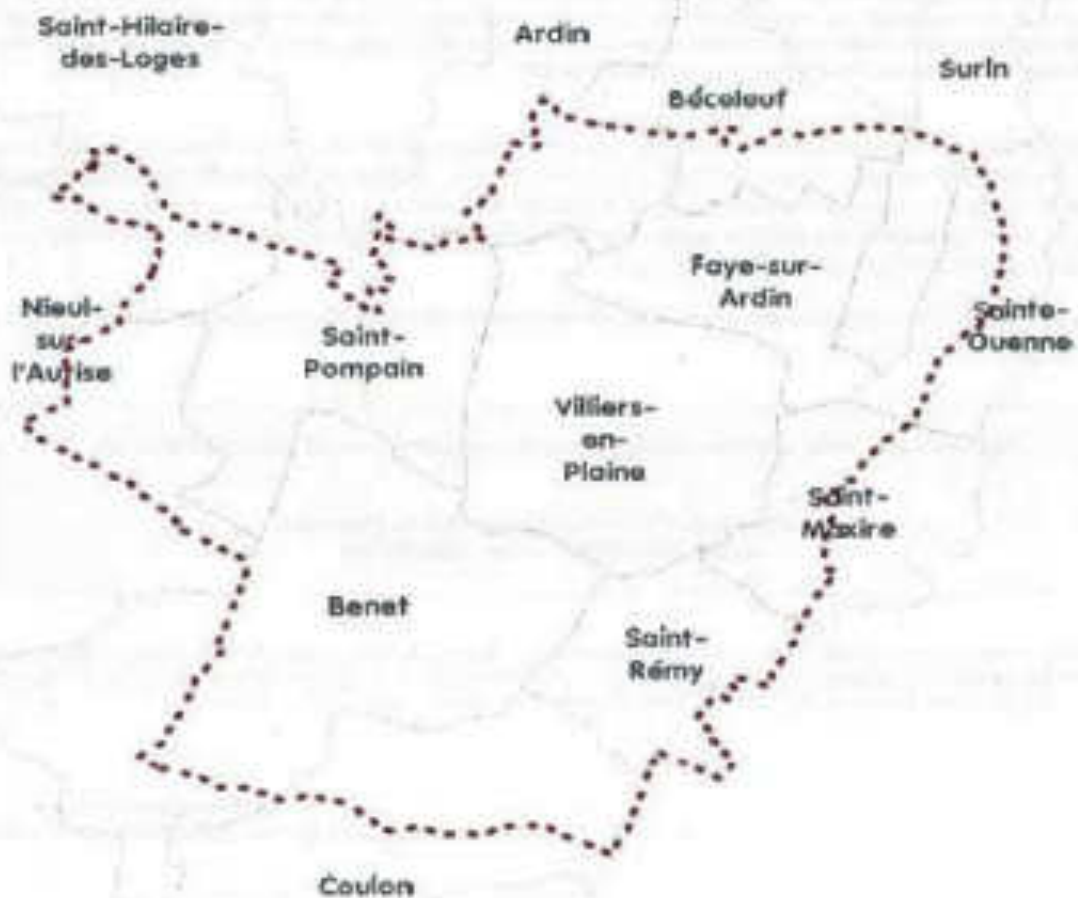 Saint-Hilaire-
des-Loges
Ardin
Surin
Béceleuf
Faye-sur-
Ardin
Nieul-
sur
l'Autise
Saint-
Pompain
Sainte-
Ouenne
Villiers-
en-
Plaine
Saint-
Maxire
Benet
Saint-
Rémy
Coulon